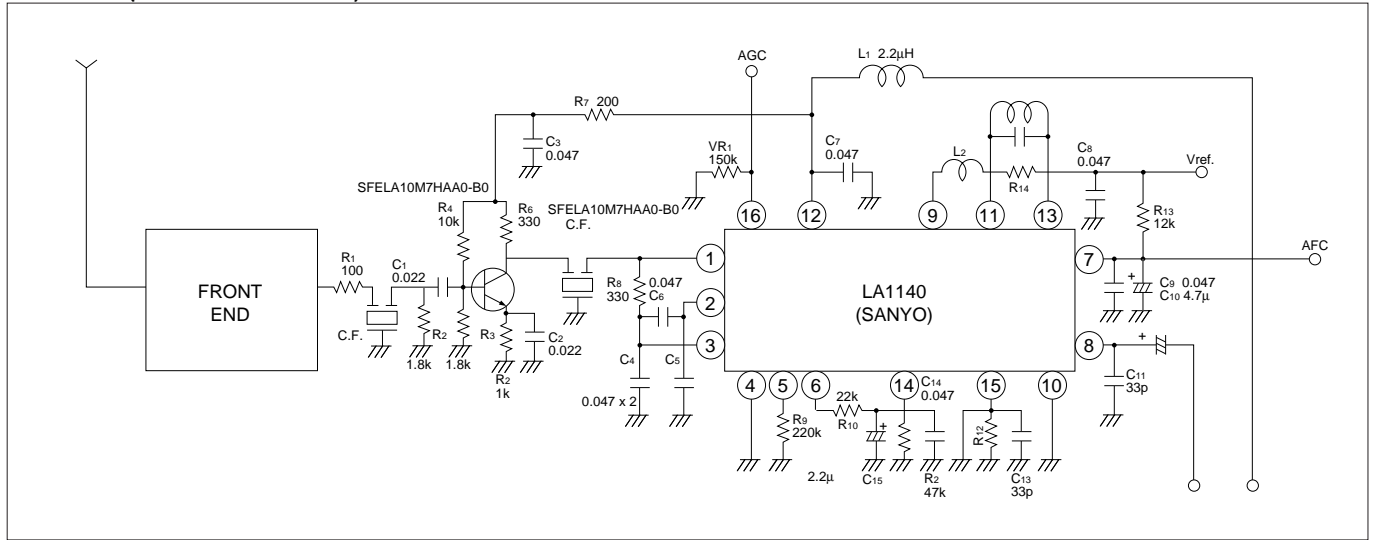 AGC
L1 2.2µH
R7 200
C3
0.047
VR1
150k
C7
0.047
L2
C8
0.047
R14
Vref.
SFELA10M7HAA0-B0
R4
10k
R6
330
SFELA10M7HAA0-B0
C.F.
16
12
9
11
13
R13
12k
AFC
FRONT
END
R1
100
C1
0.022
C.F.
R2
1.8k
R3
1.8k
R2
1k
C2
0.022
R8
330
0.047
C6
1
2
3
LA1140
(SANYO)
7
C9 0.047
+
C10 4.7µ
8
+
C11
33p
C4
C5
0.047 x 2
4
5
6
14
C14
0.047
15
10
R9
220k
22k
R10
+
2.2µ
C15
R2
47k
R12
C13
33p